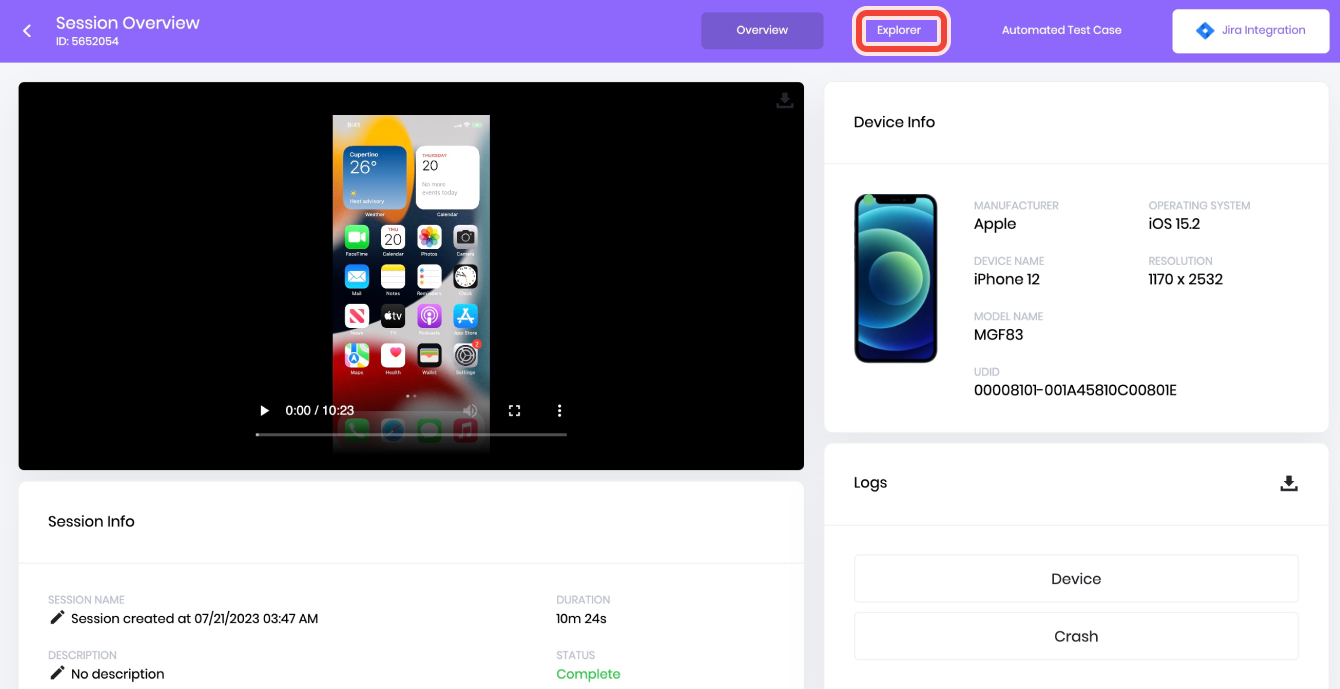 Session Overview
ID: 5652054
Overview
Explorer
Automated Test Case
Jira Integration
Cupertino
26°
Heat advisory
Weather
THURSDAY
20
No more
events today
Calendar
THU
20
FaceTime
Calendar
Photos
Camera
Mail
Notes
Reminders
Clock
tv
News
TV
Podcasts
App Store
2
Maps
Health
Wallet
Settings
0:00 / 10:23
Device Info
MANUFACTURER
Apple
OPERATING SYSTEM
iOS 15.2
DEVICE NAME
iPhone 12
RESOLUTION
1170 x 2532
MODEL NAME
MGF83
UDID
00008101-001A45810C00801E
Session Info
SESSION NAME
Session created at 07/21/2023 03:47 AM
DURATION
10m 24s
DESCRIPTION
No description
STATUS
Complete
Logs
Device
Crash